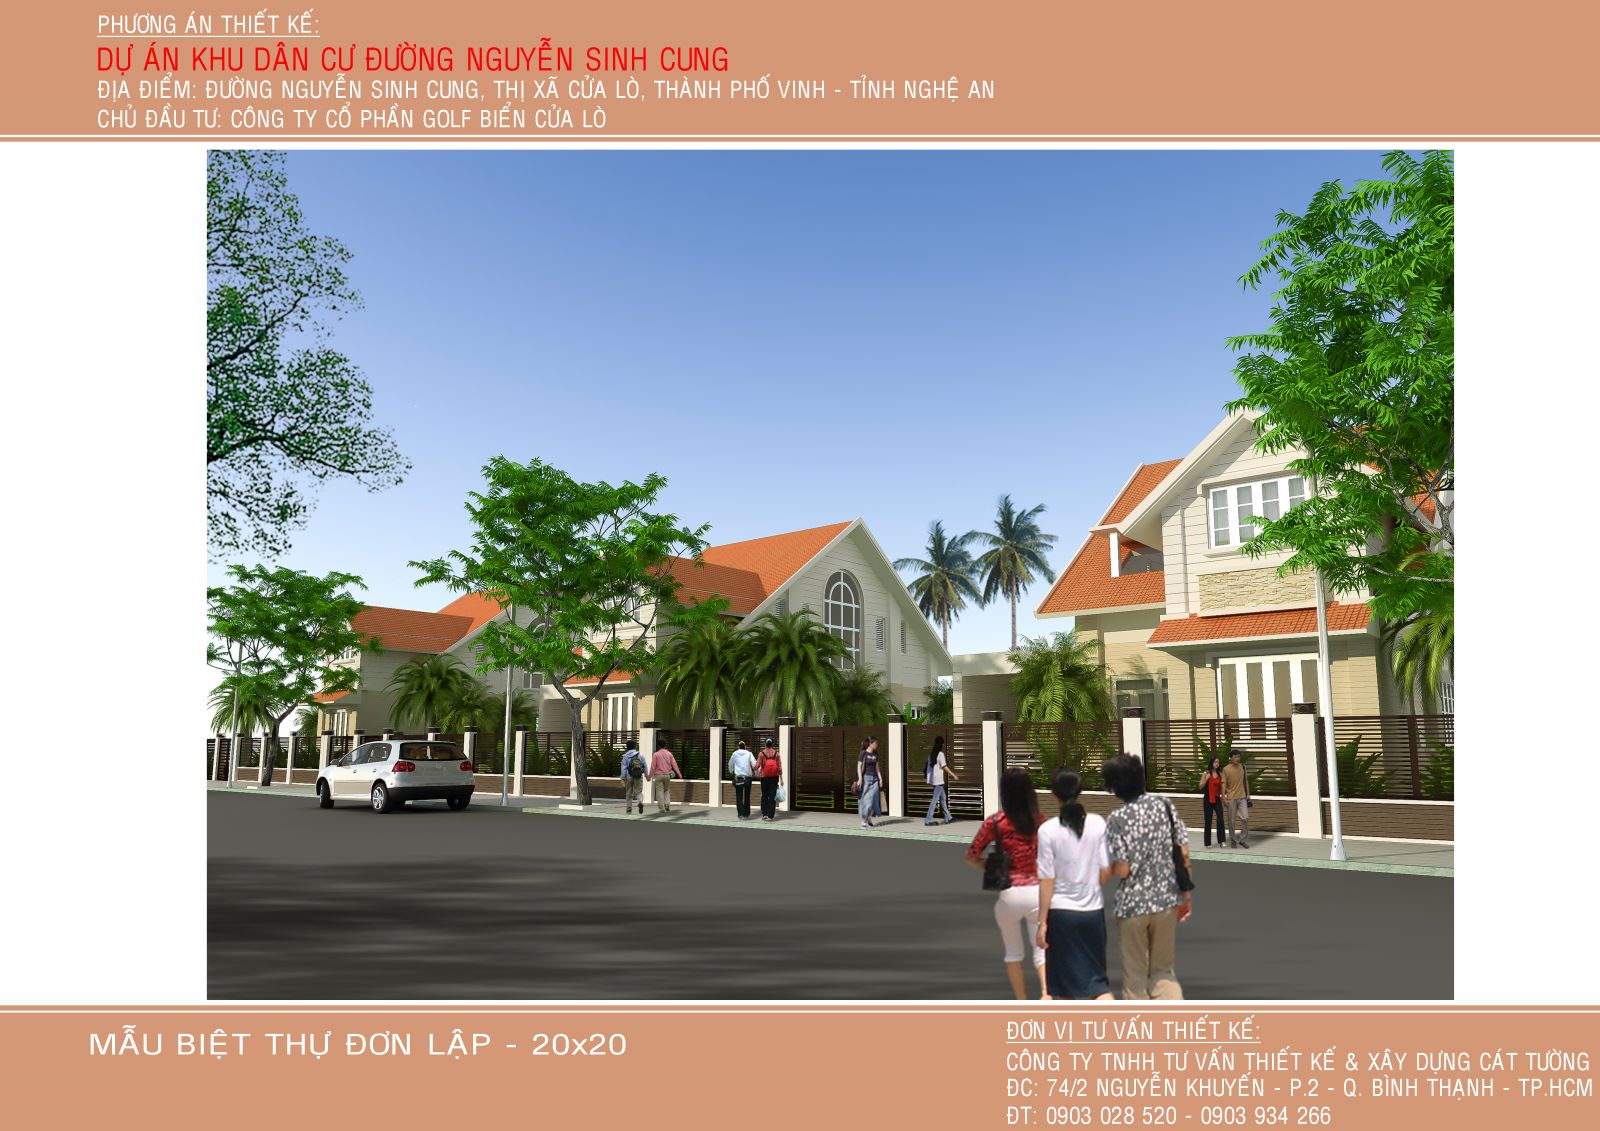 PHƯƠNG ÁN THIẾT KẾ:
DỰ ÁN KHU DÂN CƯ ĐƯỜNG NGUYỄN SINH CUNG
ĐỊA ĐIỂM: ĐƯỜNG NGUYỄN SINH CUNG, THỊ XÃ CỬA LÒ, THÀNH PHỐ VINH - TỈNH NGHỆ AN
CHỦ ĐẦU TƯ: CÔNG TY CỔ PHẦN GOLF BIỂN CỬA LÒ
MẪU BIỆT THỰ ĐƠN LẬP - 20x20
ĐƠN VỊ TƯ VẤN THIẾT KẾ:
CÔNG TY TNHH TƯ VẤN THIẾT KẾ & XÂY DỰNG CÁT TƯỜNG
ĐC: 74/2 NGUYỄN KHUYẾN - P.2 - Q. BÌNH THẠNH - TP.HCM
ĐT: 0903 028 520 - 0903 934 266